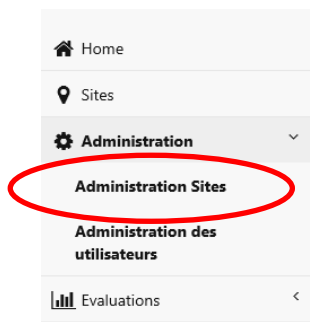 Home
Sites
Administration
Administration Sites
Administration des
utilisateurs
Evaluations